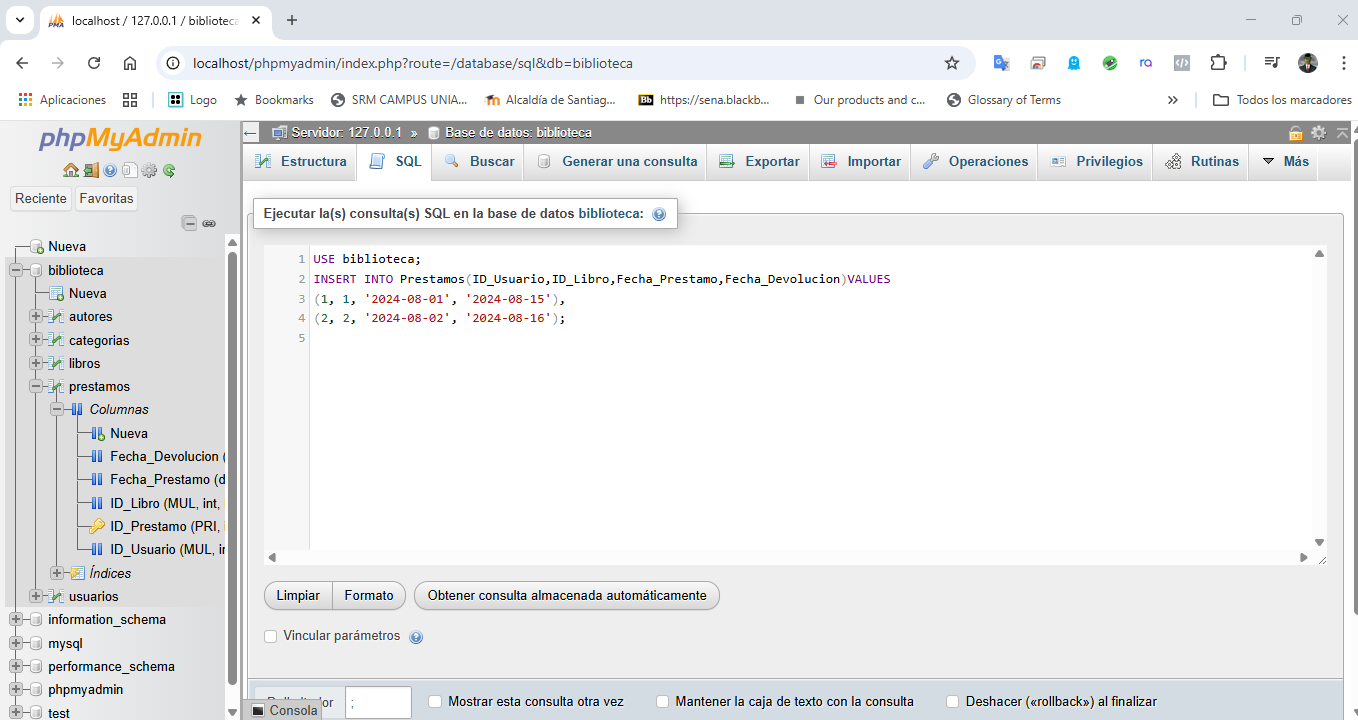 localhost / 127.0.0.1 / biblioteca
localhost/phpmyadmin/index.php?route=/database/sql&db=biblioteca
Aplicaciones
Logo
Bookmarks
SRM CAMPUS UNIA...
Alcaldía de Santiag...
Bb
https://sena.blackb...
Our products and c...
Glossary of Terms
»
Todos los marcadores
phpMyAdmin
Reciente
Favoritas
Nueva
biblioteca
Nueva
autores
categorias
libros
prestamos
Columnas
Nueva
Fecha_Devolucion (
Fecha_Prestamo (d
ID_Libro (MUL, int,
ID_Prestamo (PRI,
ID_Usuario (MUL, in
Índices
usuarios
information_schema
mysql
performance_schema
phpmyadmin
test
Servidor: 127.0.0.1 » Base de datos: biblioteca
Estructura
SQL
Buscar
Generar una consulta
Exportar
Importar
Operaciones
Privilegios
Rutinas
Más
Ejecutar la(s) consulta(s) SQL en la base de datos biblioteca:
1 USE biblioteca;
2 INSERT INTO Prestamos(ID_Usuario,ID_Libro,Fecha_Prestamo,Fecha_Devolucion)VALUES
3 (1, 1, '2024-08-01', '2024-08-15'),
4 (2, 2, '2024-08-02', '2024-08-16');
5
Limpiar
Formato
Obtener consulta almacenada automáticamente
Vincular parámetros
;
Mostrar esta consulta otra vez
Mantener la caja de texto con la consulta
Deshacer («rollback») al finalizar
Consola